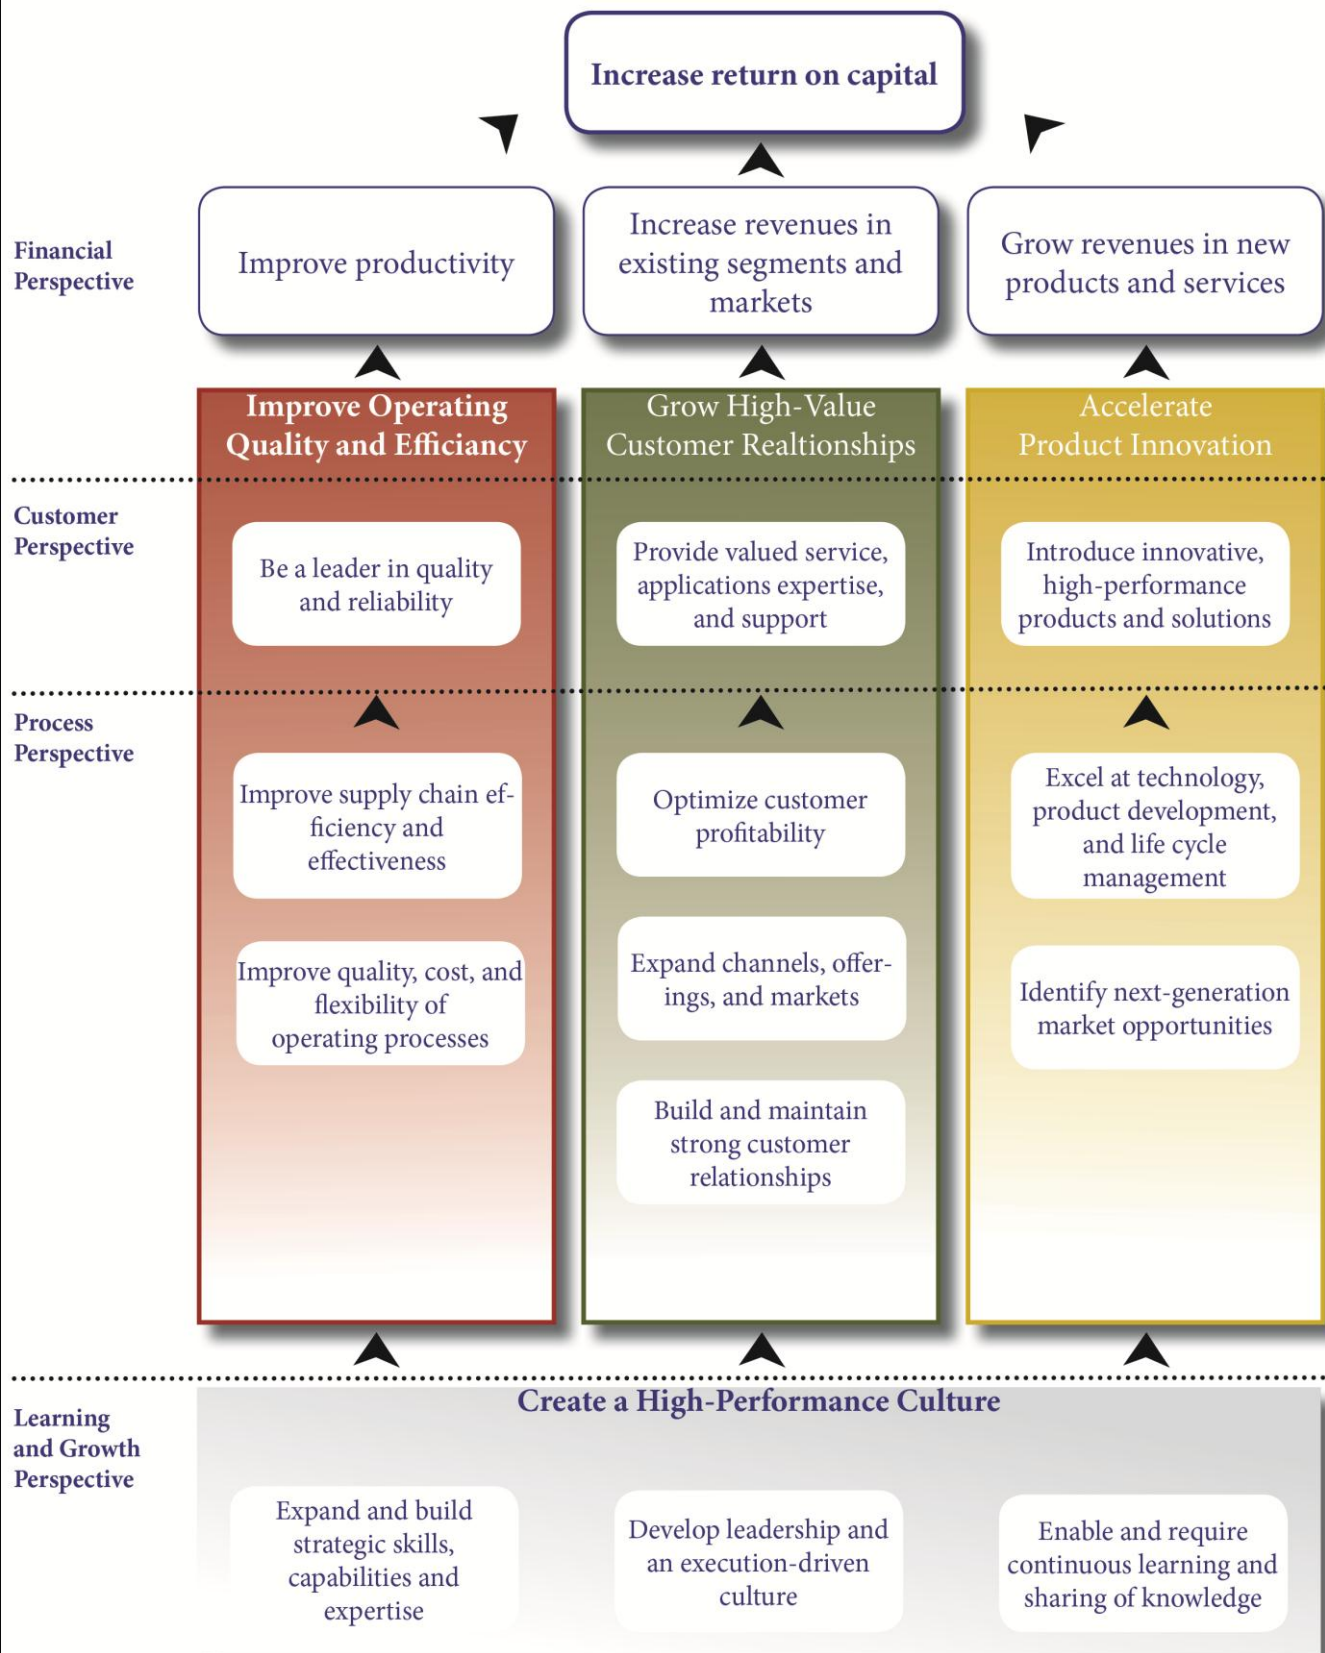 Increase return on capital
Financial
Perspective
Improve productivity
Increase revenues in
existing segments and
markets
Grow revenues in new
products and services
Improve Operating
Quality and Efficiancy
Grow High-Value
Customer Realtionships
Accelerate
Product Innovation
Customer
Perspective
Be a leader in quality
and reliability
Provide valued service,
applications expertise,
and support
Introduce innovative,
high-performance
products and solutions
Process
Perspective
Improve supply chain ef-
ficiency and
effectiveness
Optimize customer
profitability
Excel at technology,
product development,
and life cycle
management
Improve quality, cost, and
flexibility of
operating processes
Expand channels, offer-
ings, and markets
Identify next-generation
market opportunities
Build and maintain
strong customer
relationships
Learning
and Growth
Perspective
Create a High-Performance Culture
Expand and build
strategic skills,
capabilities and
expertise
Develop leadership and
an execution-driven
culture
Enable and require
continuous learning and
sharing of knowledge